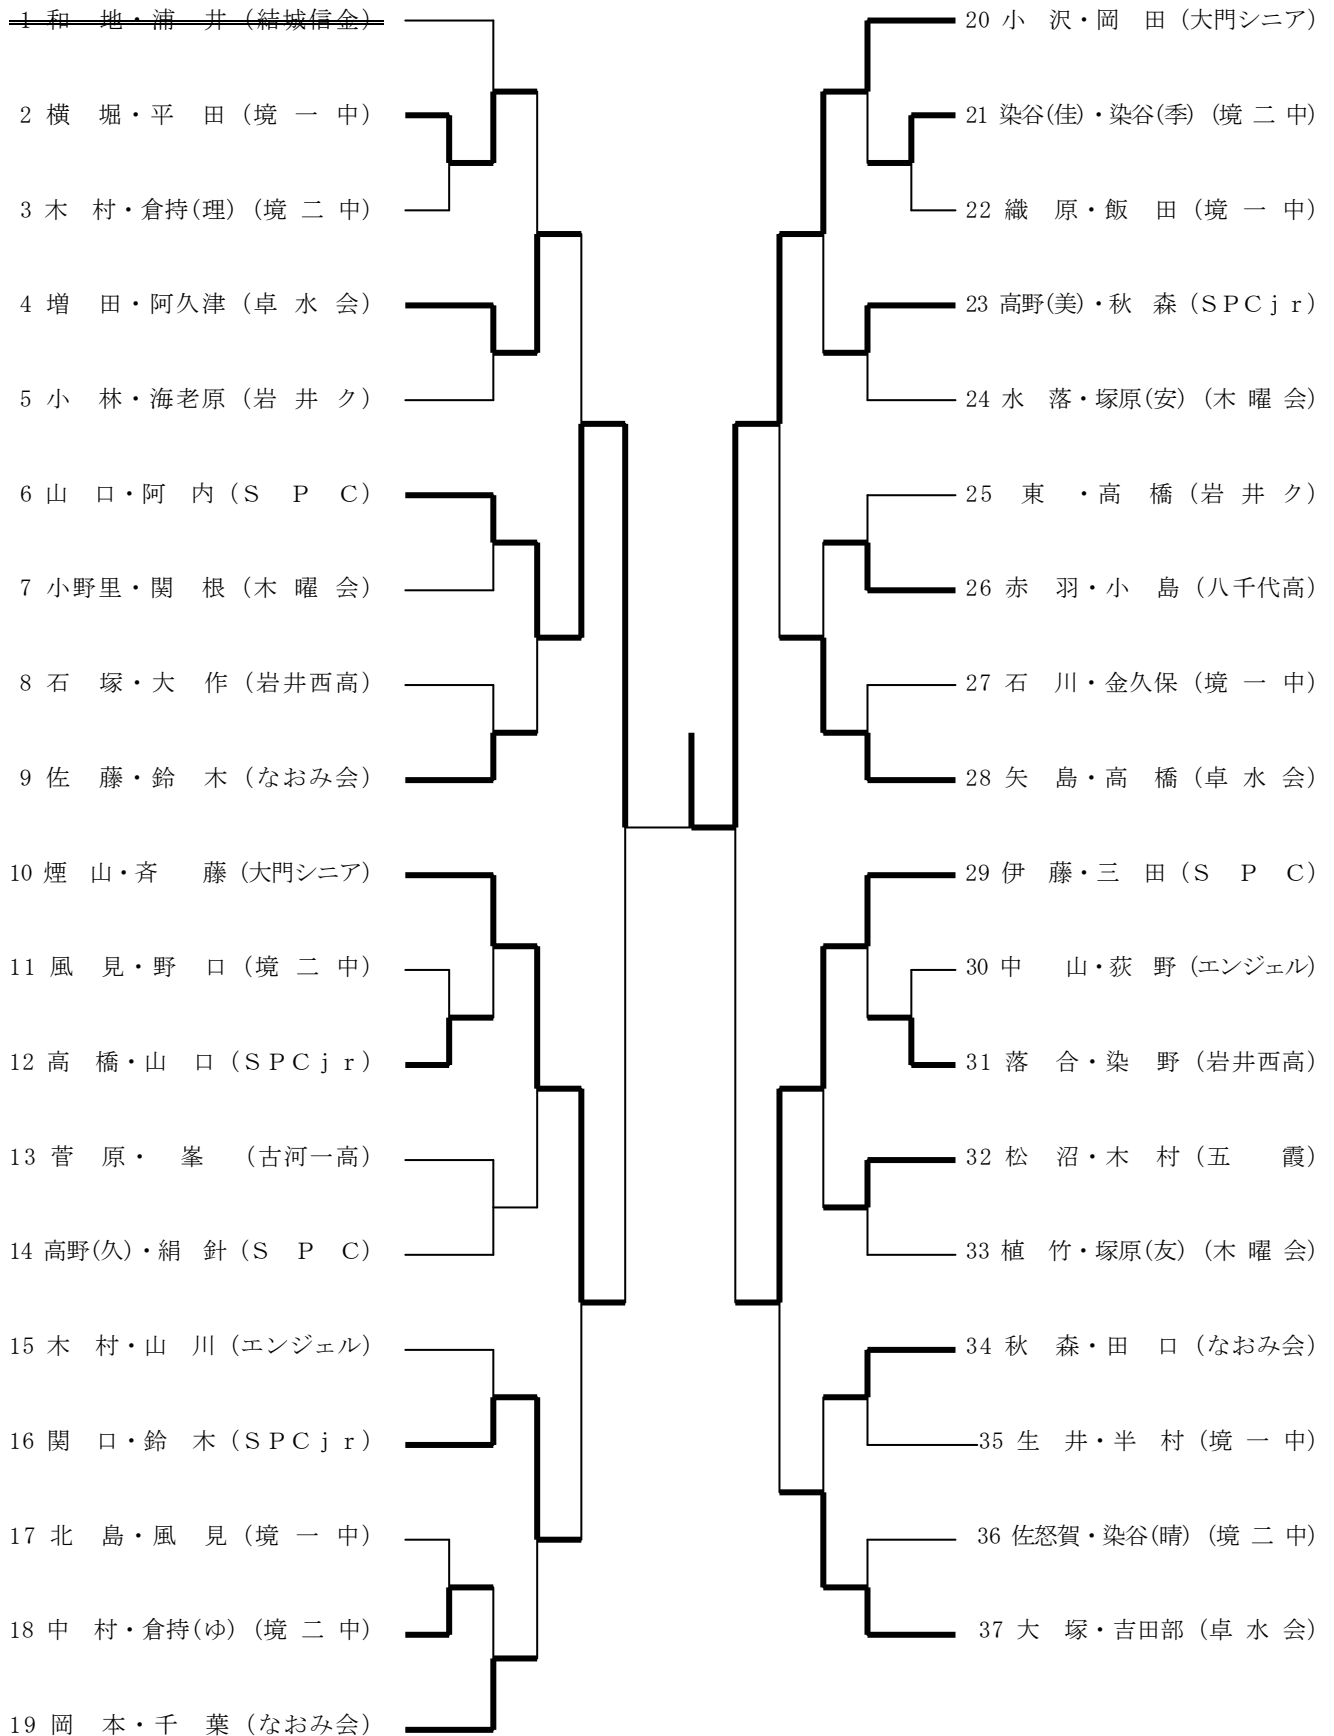 1 和　地・浦　井（結城信金）
2 横　堀・平　田（境 一 中）
3 木　村・倉持(理)（境 二 中）
4 増　田・阿久津（卓 水 会）
5 小　林・海老原（岩 井 ク）
6 山　口・阿　内（Ｓ　Ｐ　Ｃ）
7 小野里・関　根（木 曜 会）
8 石　塚・大　作（岩井西高）
9 佐　藤・鈴　木（なおみ会）
10 煙　山・斉　藤（大門シニア）
11 風　見・野　口（境 二 中）
12 高　橋・山　口（ＳＰＣｊｒ）
13 菅　原・　峯　（古河一高）
14 高野(久)・絹　針（Ｓ　Ｐ　Ｃ）
15 木　村・山　川（エンジェル）
16 関　口・鈴　木（ＳＰＣｊｒ）
17 北　島・風　見（境 一 中）
18 中　村・倉持(ゆ)（境 二 中）
19 岡　本・千　葉（なおみ会）
20 小　沢・岡　田（大門シニア）
21 染谷(佳)・染谷(季)（境 二 中）
22 織　原・飯　田（境 一 中）
23 高野(美)・秋　森（ＳＰＣｊｒ）
24 水　落・塚原(安)（木 曜 会）
25 　東　・高　橋（岩 井 ク）
26 赤　羽・小　島（八千代高）
27 石　川・金久保（境 一 中）
28 矢　島・高　橋（卓 水 会）
29 伊　藤・三　田（Ｓ　Ｐ　Ｃ）
30 中　山・荻　野（エンジェル）
31 落　合・染　野（岩井西高）
32 松　沼・木　村（五　　霞）
33 植　竹・塚原(友)（木 曜 会）
34 秋　森・田　口（なおみ会）
35 生　井・半　村（境 一 中）
36 佐怒賀・染谷(晴)（境 二 中）
37 大　塚・吉田部（卓 水 会）